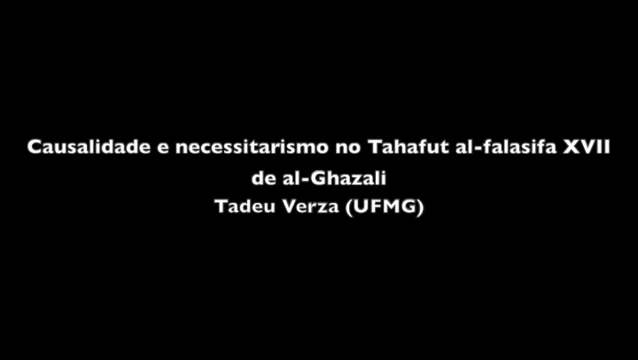 Causalidade e necessitarismo no Tahafut al-falasifa XVII
de al-Ghazali
Tadeu Verza (UFMG)